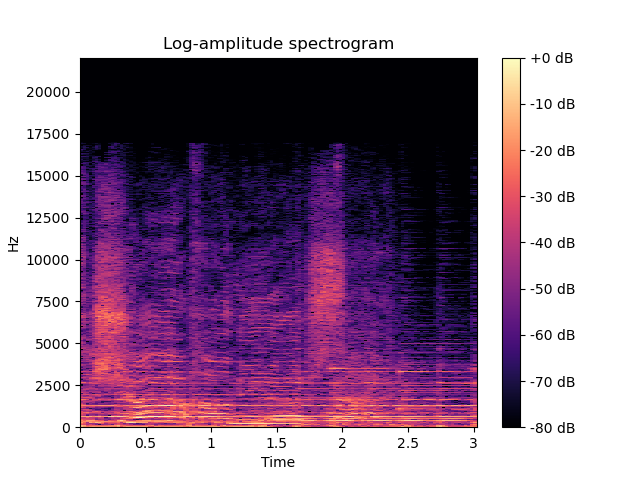 Log-amplitude spectrogram
Hz
20000
17500
15000
12500
10000
7500
5000
2500
0
0 0.5 1 1.5 2 2.5 3
Time
+0 dB
-10 dB
-20 dB
-30 dB
-40 dB
-50 dB
-60 dB
-70 dB
-80 dB